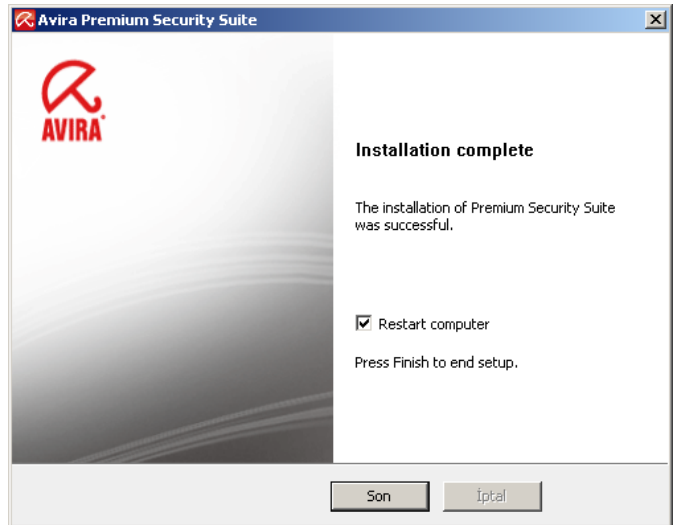 Avira Premium Security Suite
AVIRA
Installation complete
The installation of Premium Security Suite
was successful.
Restart computer
Press Finish to end setup.
Son
İptal